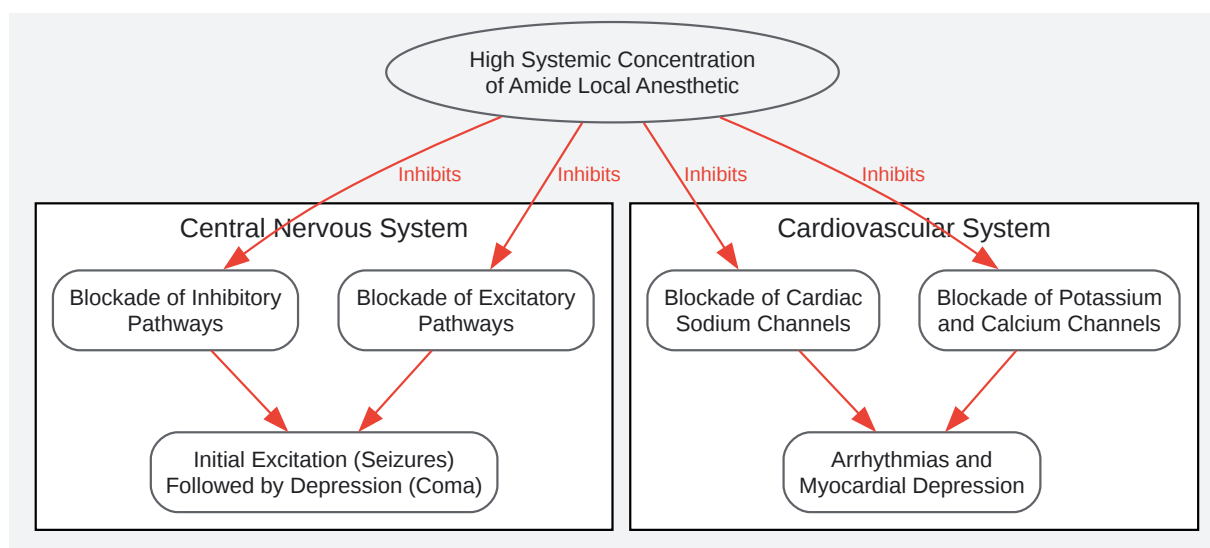 High Systemic Concentration
of Amide Local Anesthetic
Inhibits
Inhibits
Inhibits
Inhibits
Central Nervous System
Cardiovascular System
Blockade of Inhibitory
Pathways
Blockade of Excitatory
Pathways
Blockade of Cardiac
Sodium Channels
Blockade of Potassium
and Calcium Channels
Initial Excitation (Seizures)
Followed by Depression (Coma)
Arrhythmias and
Myocardial Depression